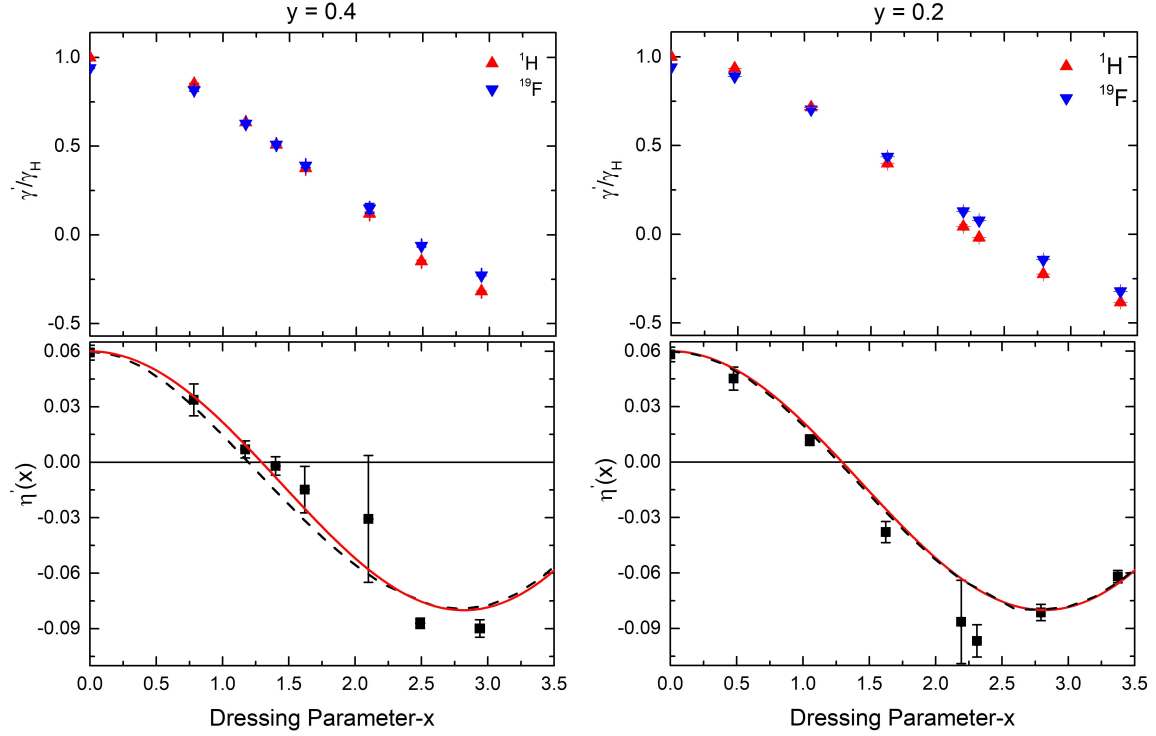 y = 0.4
y = 0.2
1.0
0.5
0.0
-0.5
γ'/γH
¹H
¹⁹F
1.0
0.5
0.0
-0.5
γ'/γH
¹H
¹⁹F
0.06
0.03
0.00
-0.03
-0.06
-0.09
η'(x)
0.0 0.5 1.0 1.5 2.0 2.5 3.0 3.5
Dressing Parameter-x
0.06
0.03
0.00
-0.03
-0.06
-0.09
η'(x)
0.0 0.5 1.0 1.5 2.0 2.5 3.0 3.5
Dressing Parameter-x